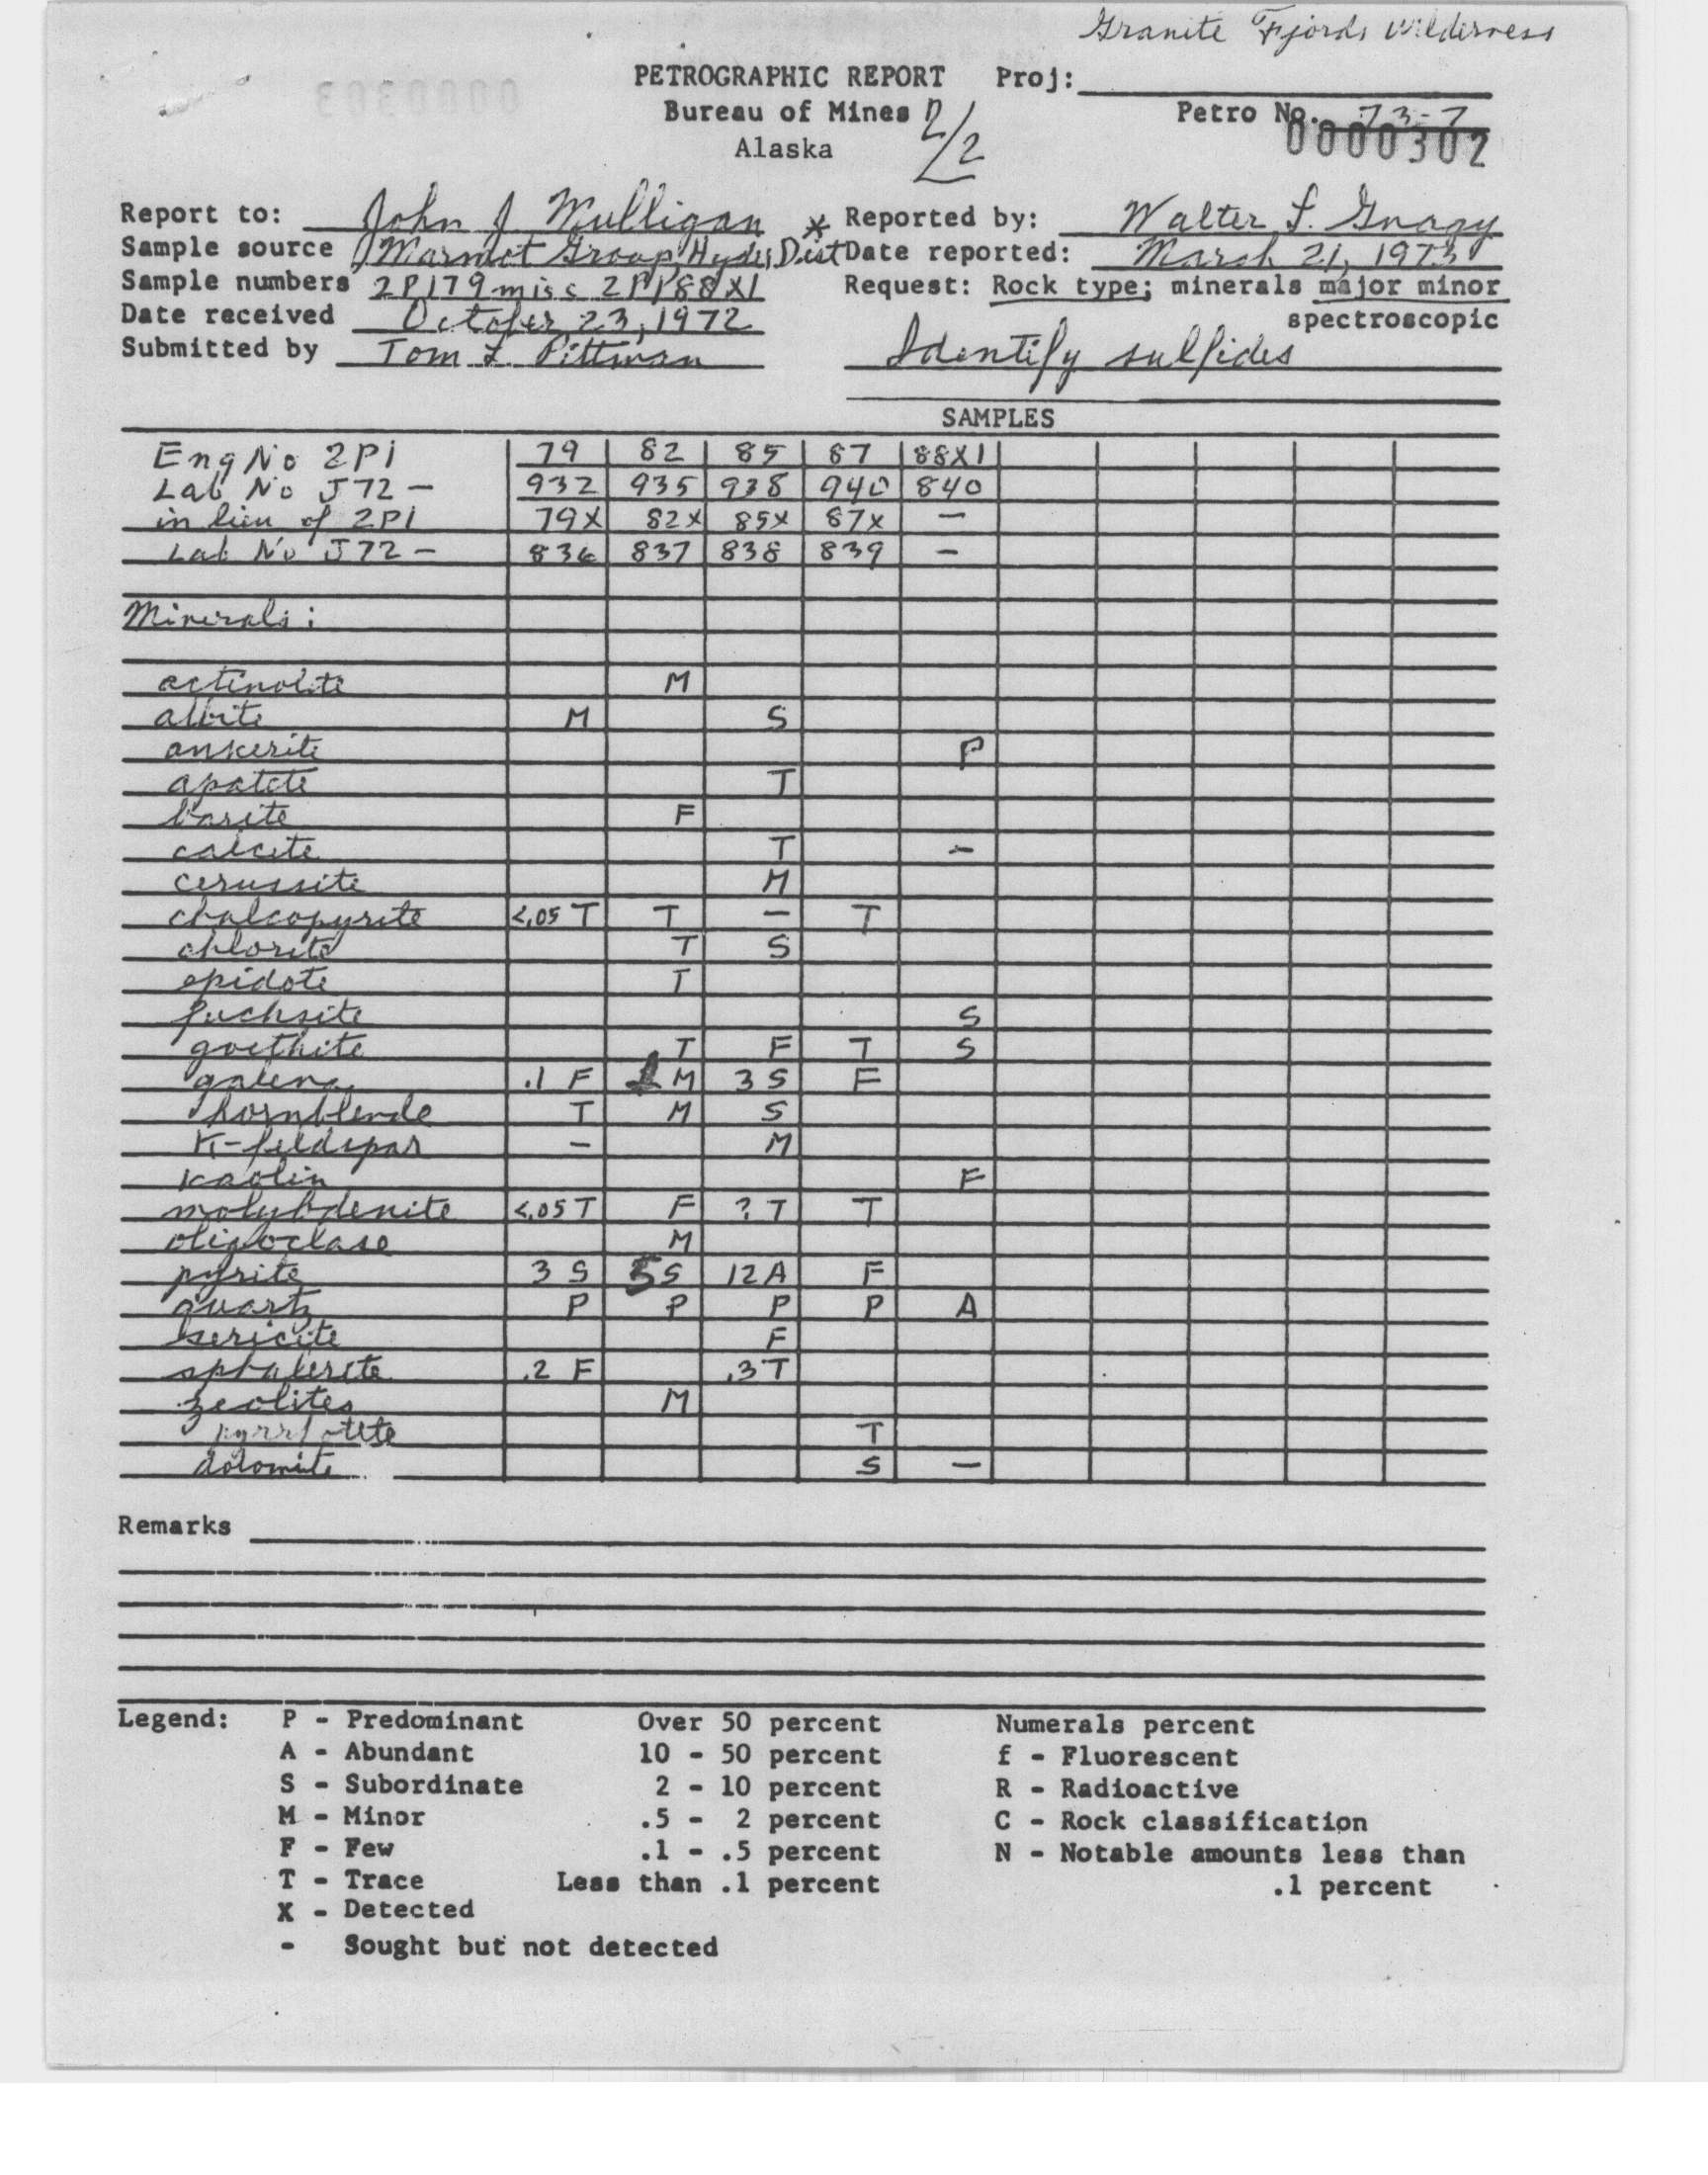 Granite Fjords Wilderness
PETROGRAPHIC REPORT Proj:
Bureau of Mines Petro No. 73-7
Alaska 2/2 0000302
Report to: John J Mulligan * Reported by: Walter L. Gnagy
Sample source Marmot Group, Hyder Dist Date reported: March 21, 1973
Sample numbers 2P179 misc 2P188X1 Request: Rock type; minerals major minor
Date received October 23, 1972 spectroscopic
Submitted by Tom L. Pittman Identify sulfides
SAMPLES
Eng No 2P1 79 82 85 87 88X1
Lab No J72- 932 935 938 940 840
in lieu of 2P1 79X 82X 85X 87X -
Lab No J72- 836 837 838 839 -
Minerals:
actinolite M
albite M S
ankerite P
apatite T
barite F
calcite T -
cerussite M
chalcopyrite <.05 T T - T
chlorite T S
epidote T
fuchsite S
goethite T F T S
galena .1 F 1 M 3 S F
hornblende T M S
K-feldspar - M
kaolin F
molybdenite <.05 T F ? T T
oligoclase M
pyrite 3 S 5 S 12 A F
quartz P P P P A
sericite F
sphalerite .2 F .3 T
zeolites M
pyrrhotite T
dolomite S -
Remarks
Legend: P - Predominant Over 50 percent Numerals percent
A - Abundant 10 - 50 percent f - Fluorescent
S - Subordinate 2 - 10 percent R - Radioactive
M - Minor .5 - 2 percent C - Rock classification
F - Few .1 - .5 percent N - Notable amounts less than
T - Trace Less than .1 percent .1 percent
X - Detected
- Sought but not detected